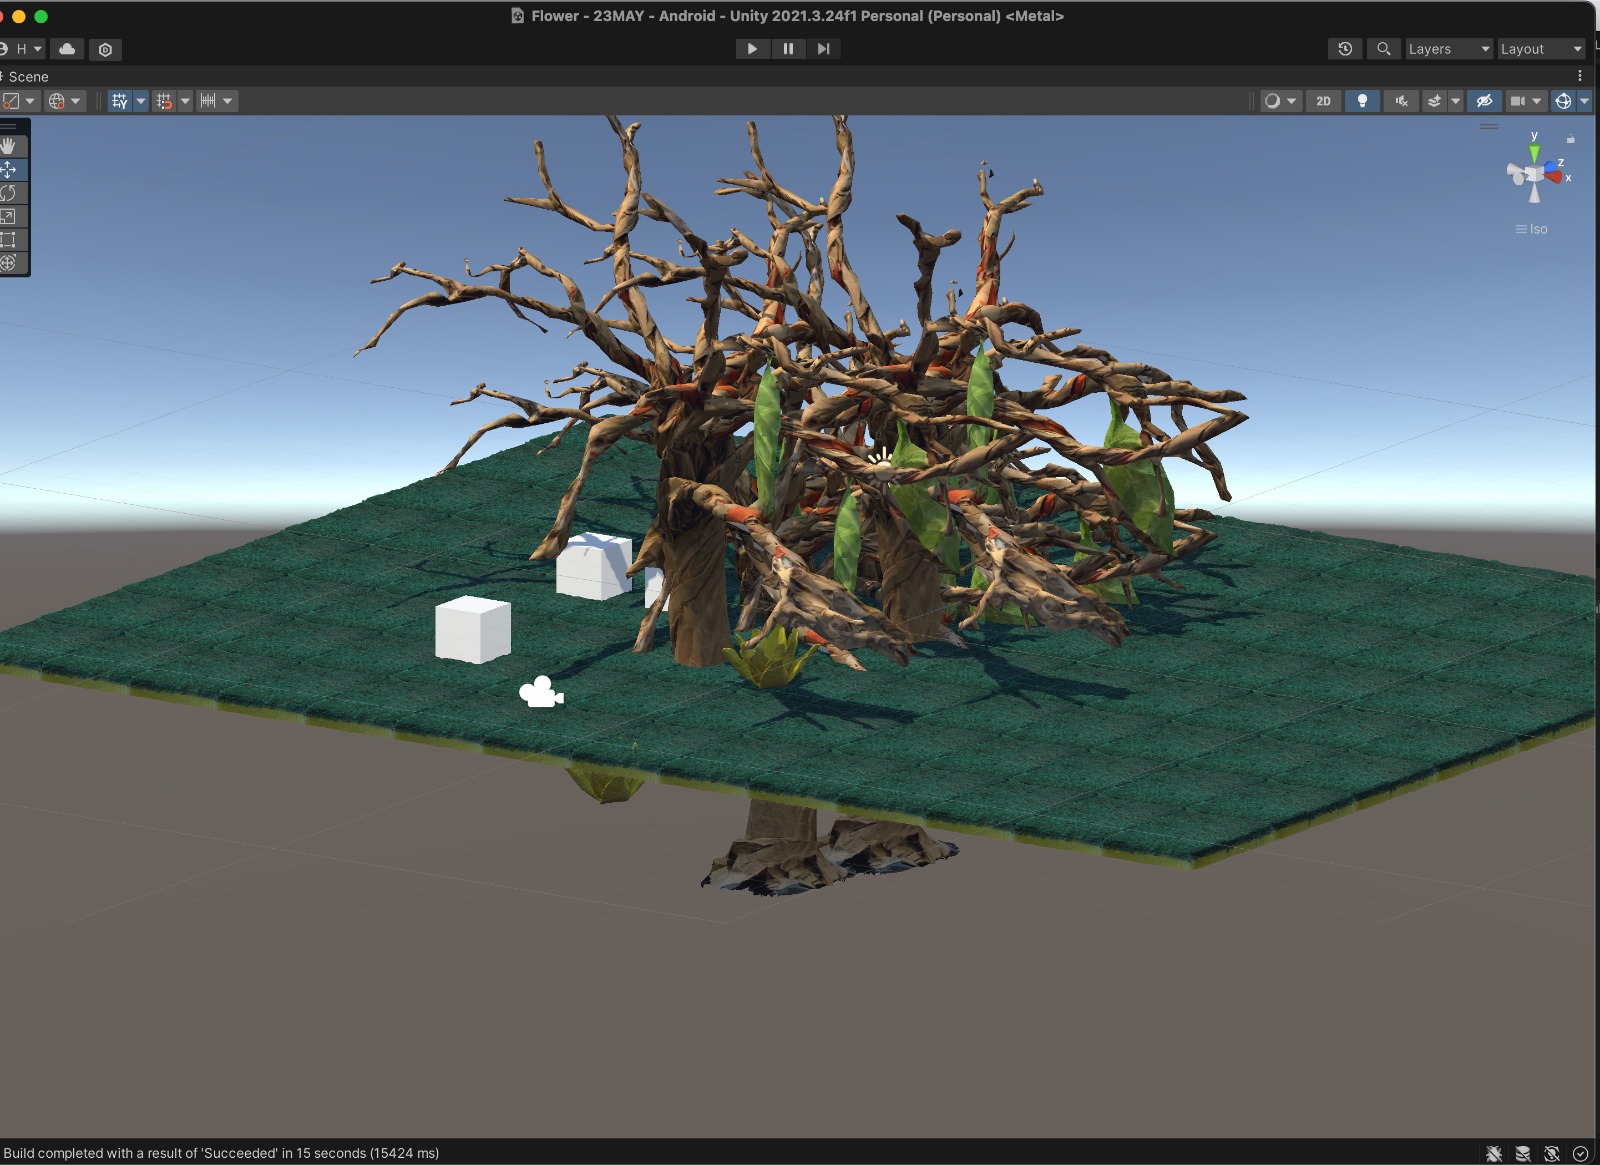 Flower - 23MAY - Android - Unity 2021.3.24f1 Personal (Personal) <Metal>
H
Layers
Layout
Scene
2D
y
z
x
Iso
Build completed with a result of 'Succeeded' in 15 seconds (15424 ms)